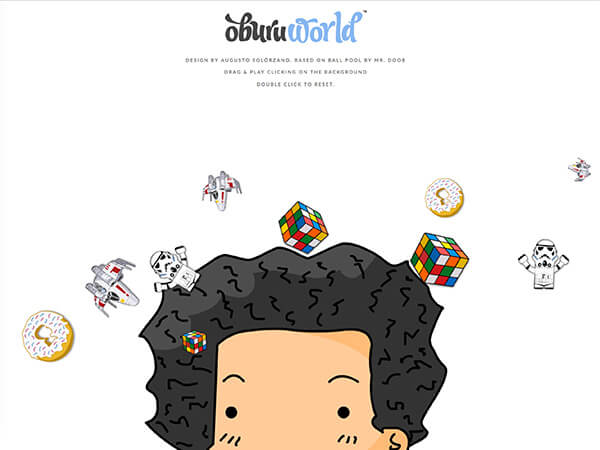 oburuworld™
DESIGN BY AUGUSTO SOLÓRZANO. BASED ON BALL POOL BY MR. DOOB
DRAG & PLAY CLICKING ON THE BACKGROUND
DOUBLE CLICK TO RESET.